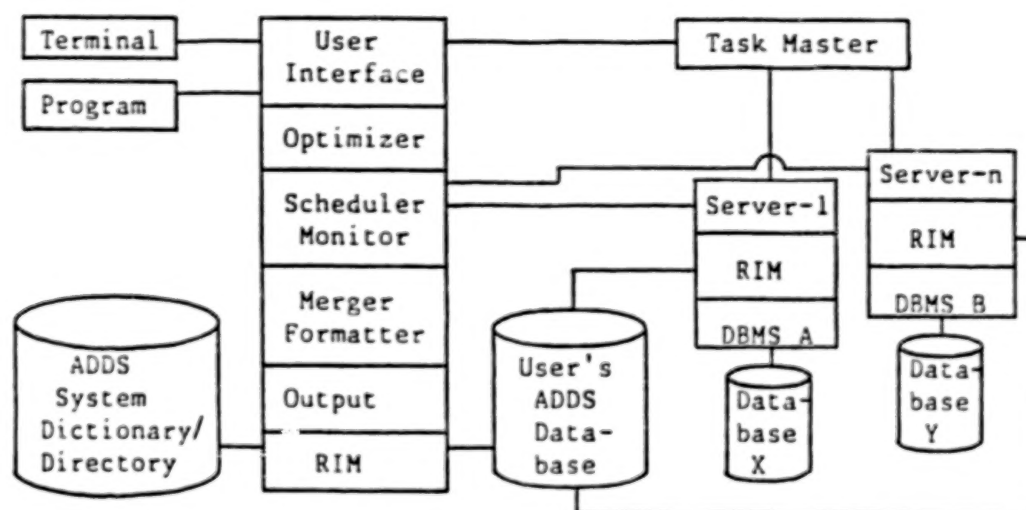 Terminal
Program
User
Interface
Optimizer
Scheduler
Monitor
Merger
Formatter
Output
RIM
Task Master
Server-1
RIM
DBMS A
Data-
base
X
Server-n
RIM
DBMS B
Data-
base
Y
ADDS
System
Dictionary/
Directory
User's
ADDS
Data-
base